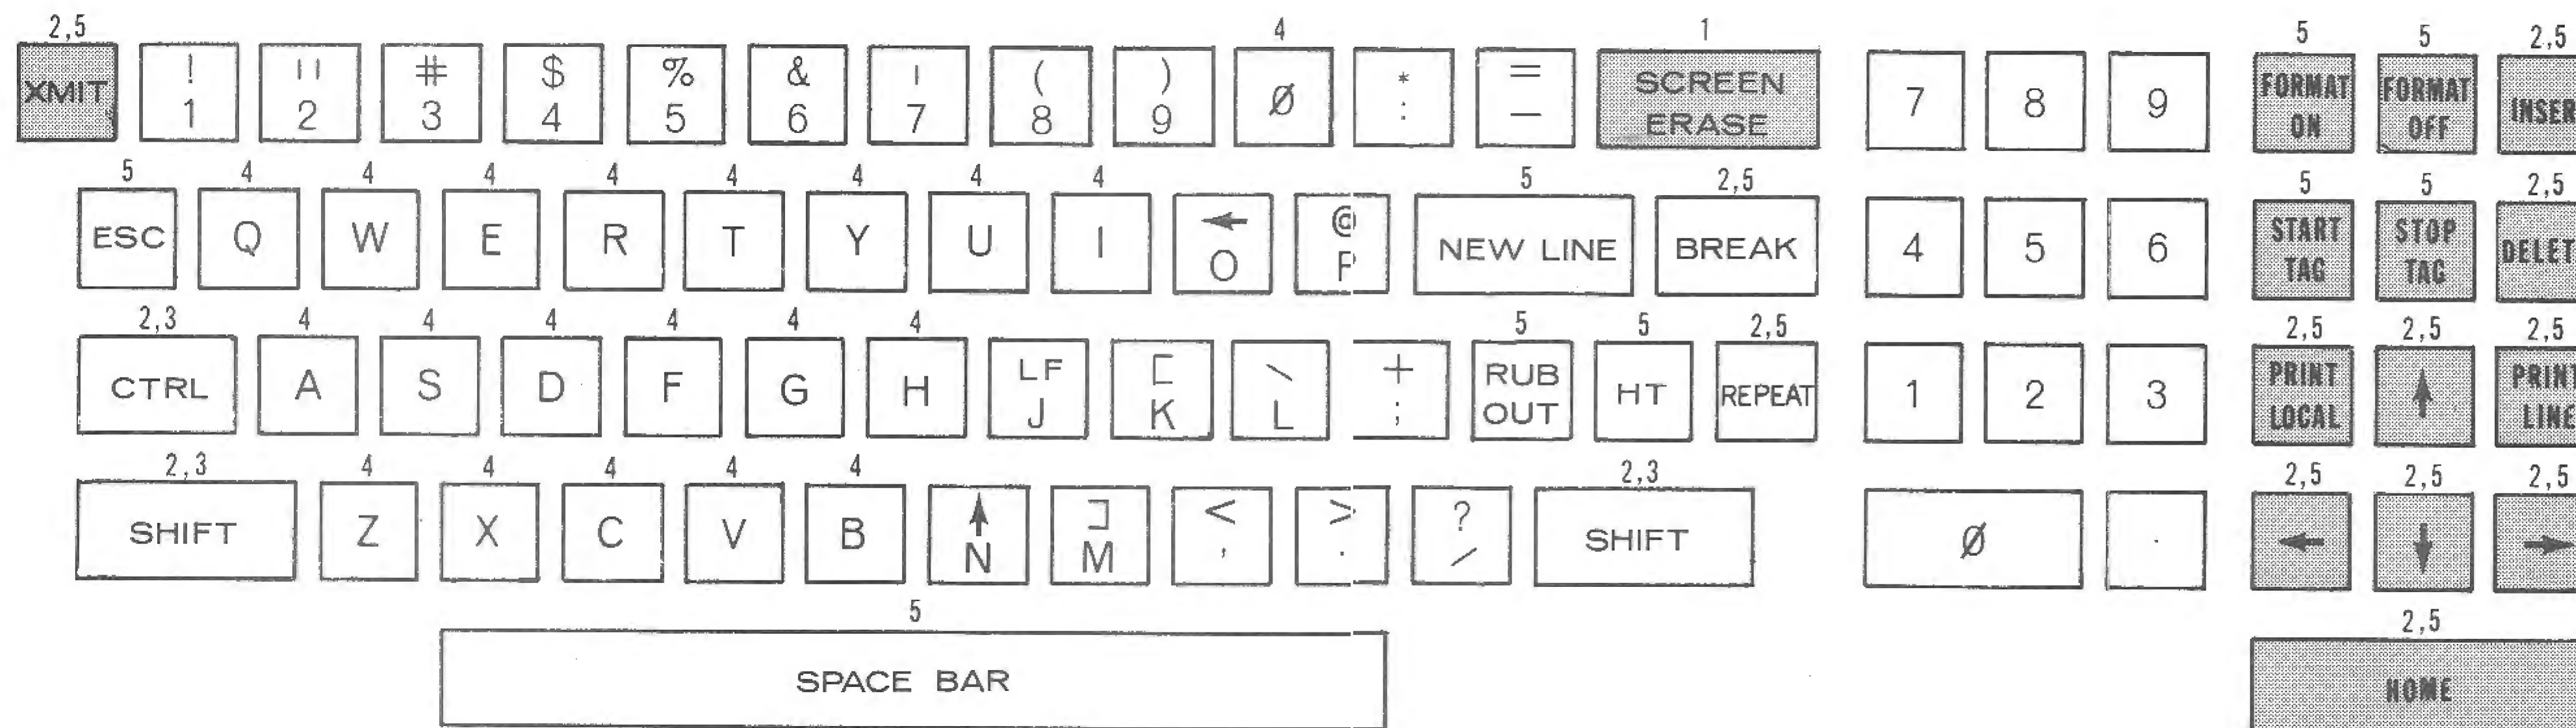 2,5 4 1 5 5 2,5
! " # $ % & ' ( ) * = SCREEN FORMAT FORMAT
XMIT 1 2 3 4 5 6 7 8 9 Ø : — ERASE 7 8 9 ON OFF INSER
5 4 4 4 4 4 4 4 4 5 2,5 5 5 2,5
← @ START STOP
ESC Q W E R T Y U I O P NEW LINE BREAK 4 5 6 TAG TAG DELET
2,3 4 4 4 4 4 4 5 5 2,5 2,5 2,5 2,5
LF [ \ + RUB PRINT PRINT
CTRL A S D F G H J K L ; OUT HT REPEAT 1 2 3 LOCAL ↑ LINE
2,3 4 4 4 4 4 2,3 2,5 2,5 2,5
↑ ] < > ?
SHIFT Z X C V B N M , . / SHIFT Ø . ← ↓ →
5 2,5
SPACE BAR HOME